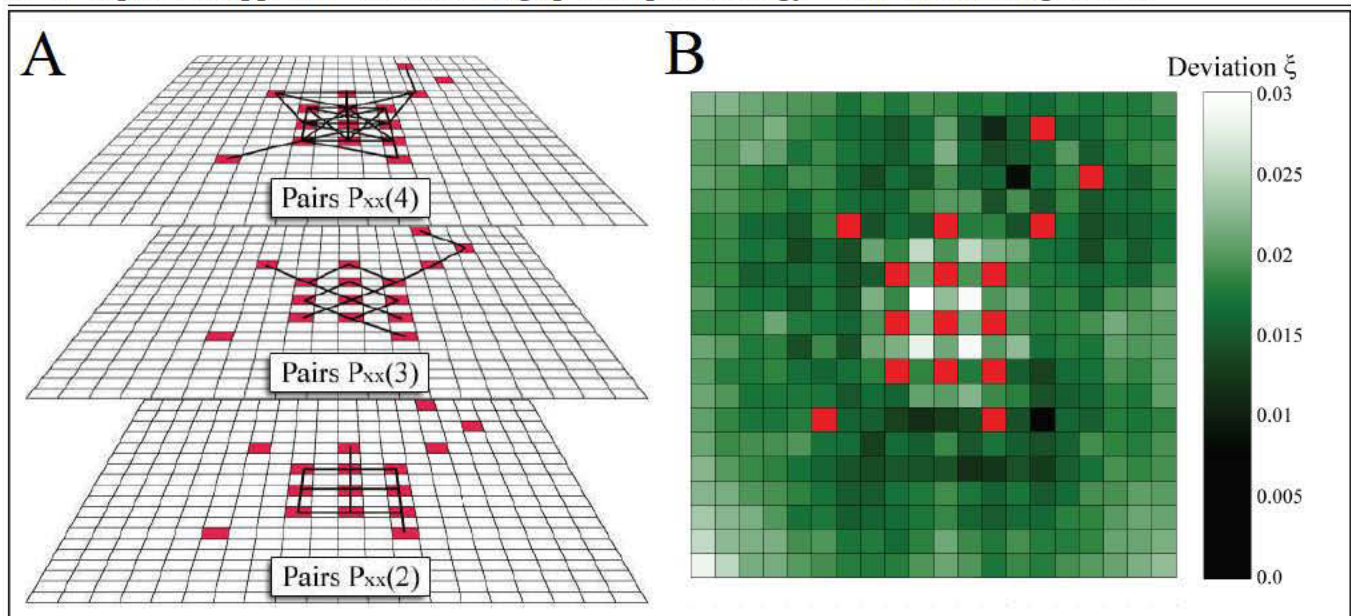 A
B
Deviation ξ
Pairs Pxx(4)
Pairs Pxx(3)
Pairs Pxx(2)
0.03
0.025
0.02
0.015
0.01
0.005
0.0